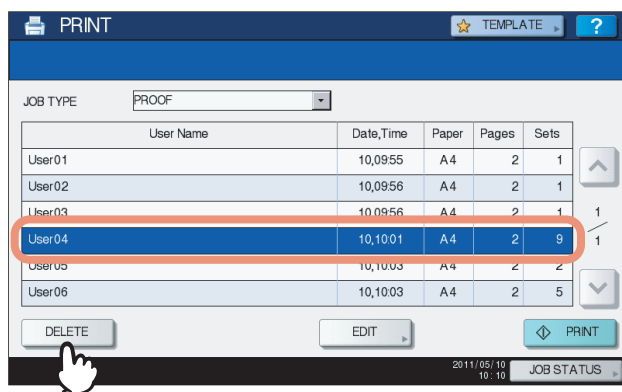 PRINT TEMPLATE ?
JOB TYPE PROOF
User Name Date,Time Paper Pages Sets
User01 10,09:55 A4 2 1
User02 10,09:56 A4 2 1
User03 10,09:56 A4 2 1
User04 10,10:01 A4 2 9
User05 10,10:03 A4 2 2
User06 10,10:03 A4 2 5
1
1
DELETE EDIT PRINT
2011/05/10
10:10 JOB STATUS